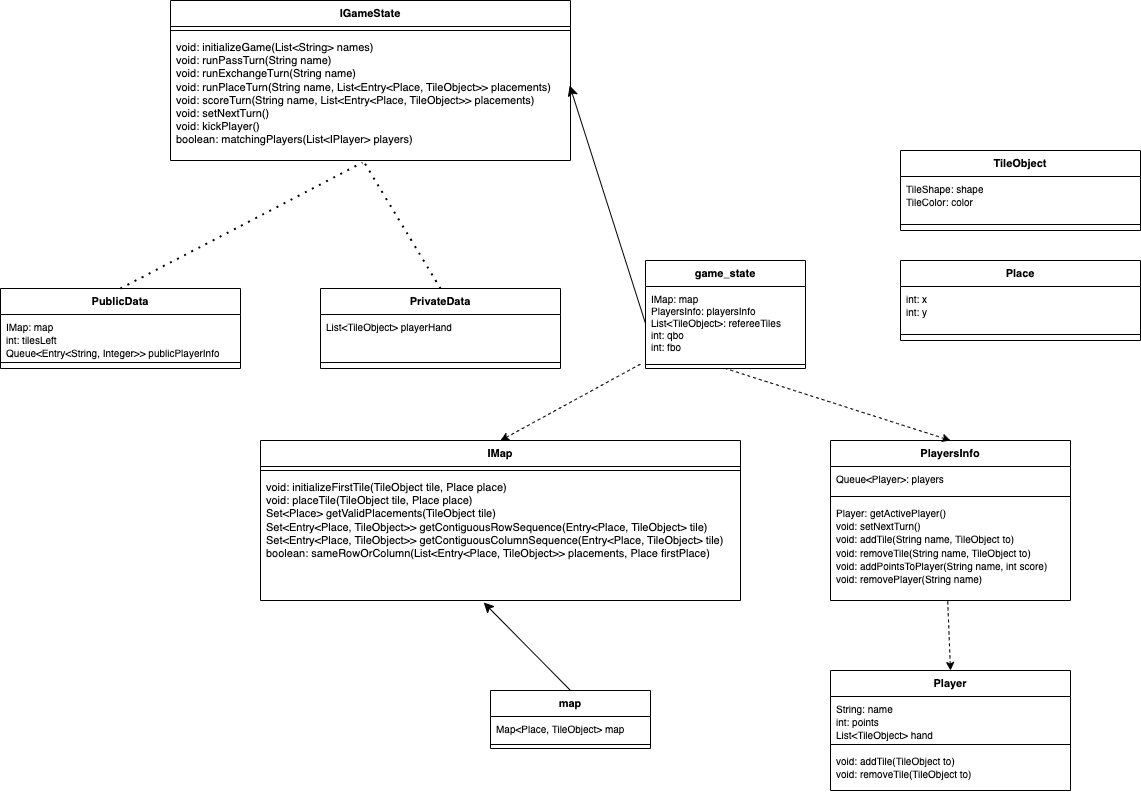 IGameState
void: initializeGame(List<String> names)
void: runPassTurn(String name)
void: runExchangeTurn(String name)
void: runPlaceTurn(String name, List<Entry<Place, TileObject>> placements)
void: scoreTurn(String name, List<Entry<Place, TileObject>> placements)
void: setNextTurn()
void: kickPlayer()
boolean: matchingPlayers(List<IPlayer> players)
TileObject
TileShape: shape
TileColor: color
PublicData
IMap: map
int: tilesLeft
Queue<Entry<String, Integer>> publicPlayerInfo
PrivateData
List<TileObject> playerHand
game_state
IMap: map
PlayersInfo: playersInfo
List<TileObject>: refereeTiles
int: qbo
int: fbo
Place
int: x
int: y
IMap
void: initializeFirstTile(TileObject tile, Place place)
void: placeTile(TileObject tile, Place place)
Set<Place> getValidPlacements(TileObject tile)
Set<Entry<Place, TileObject>> getContiguousRowSequence(Entry<Place, TileObject> tile)
Set<Entry<Place, TileObject>> getContiguousColumnSequence(Entry<Place, TileObject> tile)
boolean: sameRowOrColumn(List<Entry<Place, TileObject>> placements, Place firstPlace)
PlayersInfo
Queue<Player>: players
Player: getActivePlayer()
void: setNextTurn()
void: addTile(String name, TileObject to)
void: removeTile(String name, TileObject to)
void: addPointsToPlayer(String name, int score)
void: removePlayer(String name)
map
Map<Place, TileObject> map
Player
String: name
int: points
List<TileObject> hand
void: addTile(TileObject to)
void: removeTile(TileObject to)